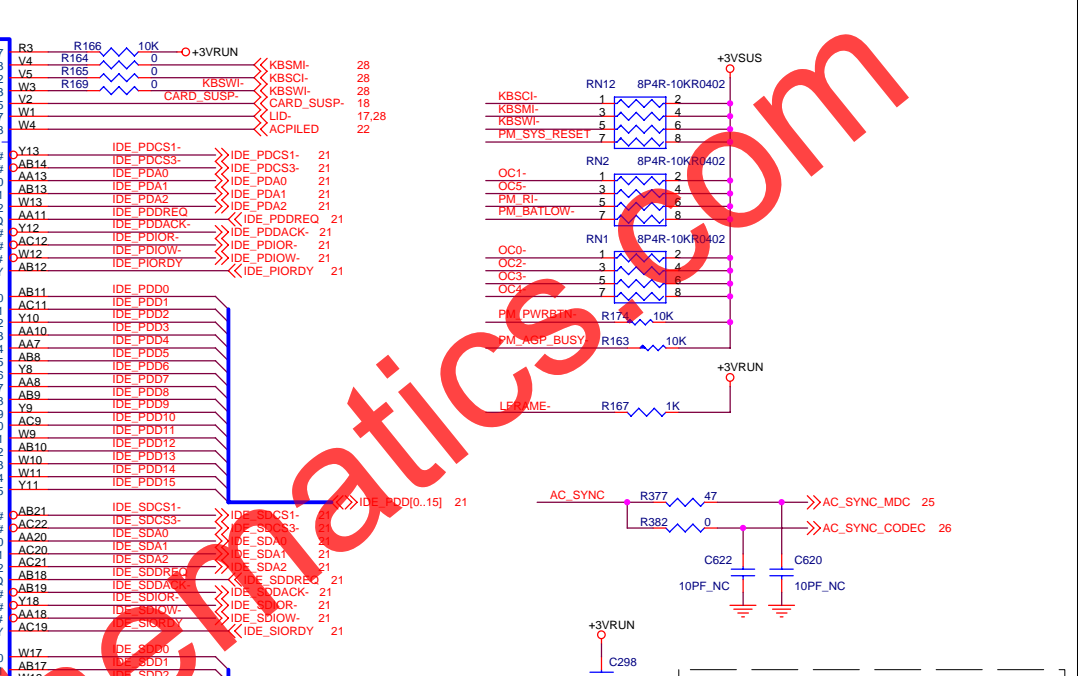 R3 R166 10K +3VRUN
V4 R164 0 KBSMI- 28
V5 R165 0 KBSCI- 28
W3 R169 0 KBSWI- KBSWI- 28
V2 CARD_SUSP- CARD_SUSP- 18
W1 LID- 17,28
W4 ACPILED 22
Y13 IDE_PDCS1- IDE_PDCS1- 21
AB14 IDE_PDCS3- IDE_PDCS3- 21
AA13 IDE_PDA0 IDE_PDA0 21
AB13 IDE_PDA1 IDE_PDA1 21
W13 IDE_PDA2 IDE_PDA2 21
AA11 IDE_PDDREQ IDE_PDDREQ 21
Y12 IDE_PDDACK- IDE_PDDACK- 21
AC12 IDE_PDIOR- IDE_PDIOR- 21
W12 IDE_PDIOW- IDE_PDIOW- 21
AB12 IDE_PIORDY IDE_PIORDY 21
AB11 IDE_PDD0
AC11 IDE_PDD1
Y10 IDE_PDD2
AA10 IDE_PDD3
AA7 IDE_PDD4
AB8 IDE_PDD5
Y8 IDE_PDD6
AA8 IDE_PDD7
AB9 IDE_PDD8
Y9 IDE_PDD9
AC9 IDE_PDD10
W9 IDE_PDD11
AB10 IDE_PDD12
W10 IDE_PDD13
W11 IDE_PDD14
Y11 IDE_PDD15
IDE_PDD[0..15] 21
AB21 IDE_SDCS1- IDE_SDCS1- 21
AC22 IDE_SDCS3- IDE_SDCS3- 21
AA20 IDE_SDA0 IDE_SDA0 21
AC20 IDE_SDA1 IDE_SDA1 21
AC21 IDE_SDA2 IDE_SDA2 21
AB18 IDE_SDDREQ IDE_SDDREQ 21
AB19 IDE_SDDACK- IDE_SDDACK- 21
Y18 IDE_SDIOR- IDE_SDIOR- 21
AA18 IDE_SDIOW- IDE_SDIOW- 21
AC19 IDE_SIORDY IDE_SIORDY 21
W17 IDE_SDD0
AB17 IDE_SDD1
IDE_SDD2
+3VSUS
RN12 8P4R-10KR0402
KBSCI- 1 2
KBSMI- 3 4
KBSWI- 5 6
PM_SYS_RESET 7 8
RN2 8P4R-10KR0402
OC1- 1 2
OC5- 3 4
PM_RI- 5 6
PM_BATLOW- 7 8
RN1 8P4R-10KR0402
OC0- 1 2
OC2- 3 4
OC3- 5 6
OC4- 7 8
PM_PWRBTN- R174 10K
PM_AGP_BUSY- R163 10K
+3VRUN
LFRAME- R167 1K
AC_SYNC R377 47 AC_SYNC_MDC 25
R382 0 AC_SYNC_CODEC 26
C622 C620
10PF_NC 10PF_NC
+3VRUN
C298
ematics.com